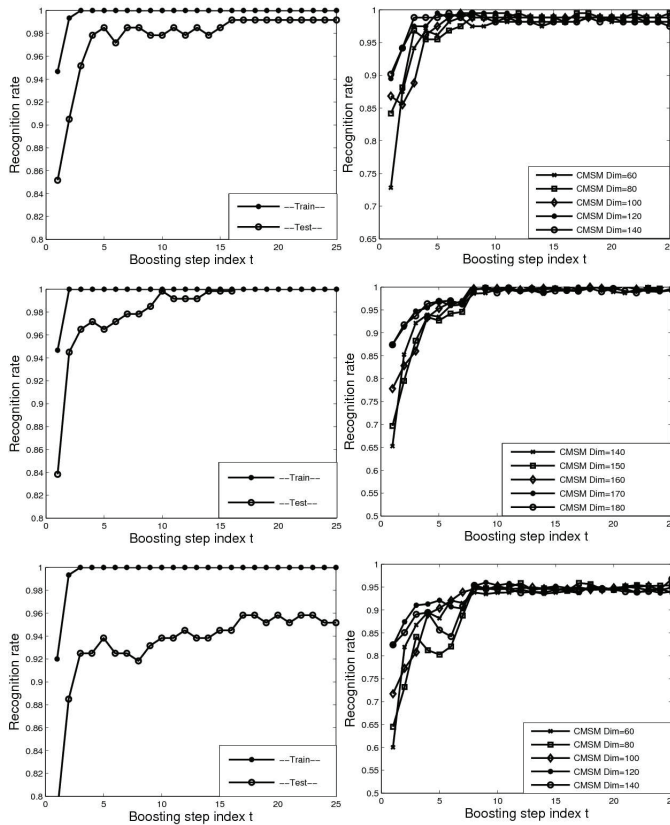 1
0.98
0.96
0.94
0.92
0.9
0.88
0.86
0.84
0.82
0.8
Recognition rate
--Train--
--Test--
0 5 10 15 20 25
Boosting step index t
1
0.95
0.9
0.85
0.8
0.75
0.7
0.65
Recognition rate
CMSM Dim=60
CMSM Dim=80
CMSM Dim=100
CMSM Dim=120
CMSM Dim=140
0 5 10 15 20 25
Boosting step index t
1
0.98
0.96
0.94
0.92
0.9
0.88
0.86
0.84
0.82
0.8
Recognition rate
--Train--
--Test--
0 5 10 15 20 25
Boosting step index t
1
0.95
0.9
0.85
0.8
0.75
0.7
0.65
0.6
0.55
0.5
Recognition rate
CMSM Dim=140
CMSM Dim=150
CMSM Dim=160
CMSM Dim=170
CMSM Dim=180
0 5 10 15 20 2
Boosting step index t
1
0.98
0.96
0.94
0.92
0.9
0.88
0.86
0.84
0.82
0.8
Recognition rate
--Train--
--Test--
0 5 10 15 20 25
Boosting step index t
1
0.95
0.9
0.85
0.8
0.75
0.7
0.65
0.6
0.55
0.5
Recognition rate
CMSM Dim=60
CMSM Dim=80
CMSM Dim=100
CMSM Dim=120
CMSM Dim=140
0 5 10 15 20 2
Boosting step index t